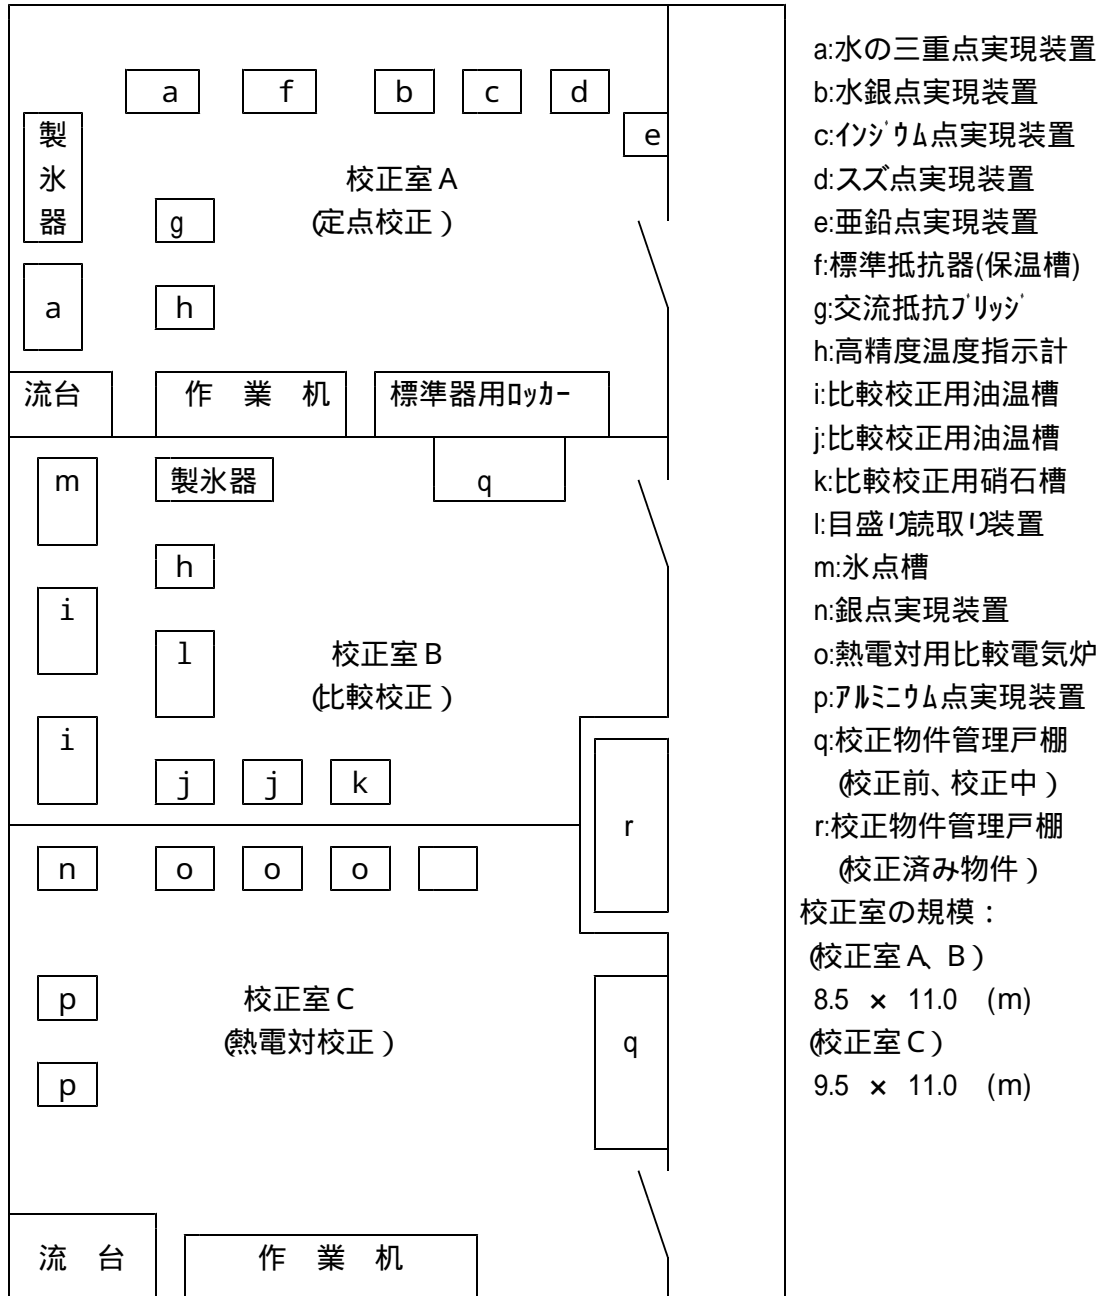 a f b c d
e
製氷器
校正室A
(定点校正)
g
a
h
流台 作 業 机 標準器用ﾛｯｶｰ
m 製氷器 q
h
i
l
校正室B
(比較校正)
i
j j k
r
n o o o
p
校正室C
(熱電対校正)
q
p
流 台 作 業 机
a:水の三重点実現装置
b:水銀点実現装置
c:ｲﾝｼﾞｳﾑ点実現装置
d:スズ点実現装置
e:亜鉛点実現装置
f:標準抵抗器(保温槽)
g:交流抵抗ﾌﾞﾘｯｼﾞ
h:高精度温度指示計
i:比較校正用油温槽
j:比較校正用油温槽
k:比較校正用硝石槽
l:目盛り読取り装置
m:氷点槽
n:銀点実現装置
o:熱電対用比較電気炉
p:ｱﾙﾐﾆｳﾑ点実現装置
q:校正物件管理戸棚
(校正前、校正中)
r:校正物件管理戸棚
(校正済み物件)
校正室の規模：
(校正室A、B)
8.5 × 11.0 (m)
(校正室C)
9.5 × 11.0 (m)